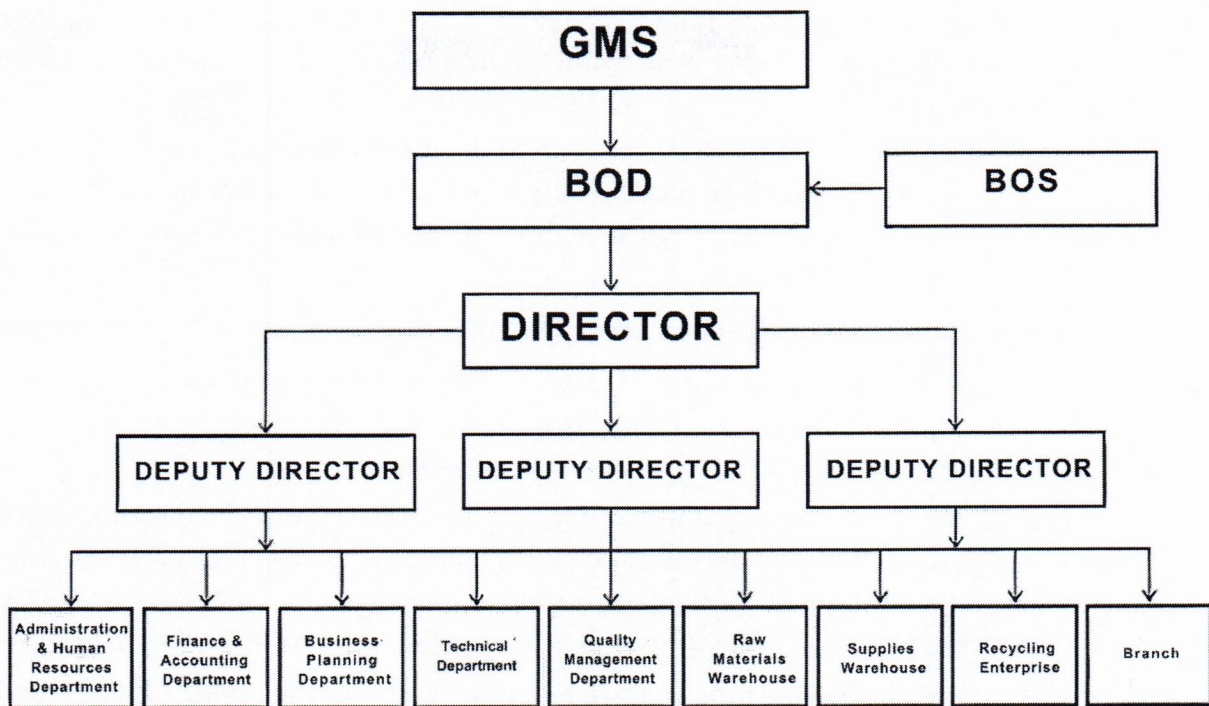 GMS
BOD
BOS
DIRECTOR
DEPUTY DIRECTOR
DEPUTY DIRECTOR
DEPUTY DIRECTOR
Administration
& Human
Resources
Department
Finance &
Accounting
Department
Business
Planning
Department
Technical
Department
Quality
Management
Department
Raw
Materials
Warehouse
Supplies
Warehouse
Recycling
Enterprise
Branch